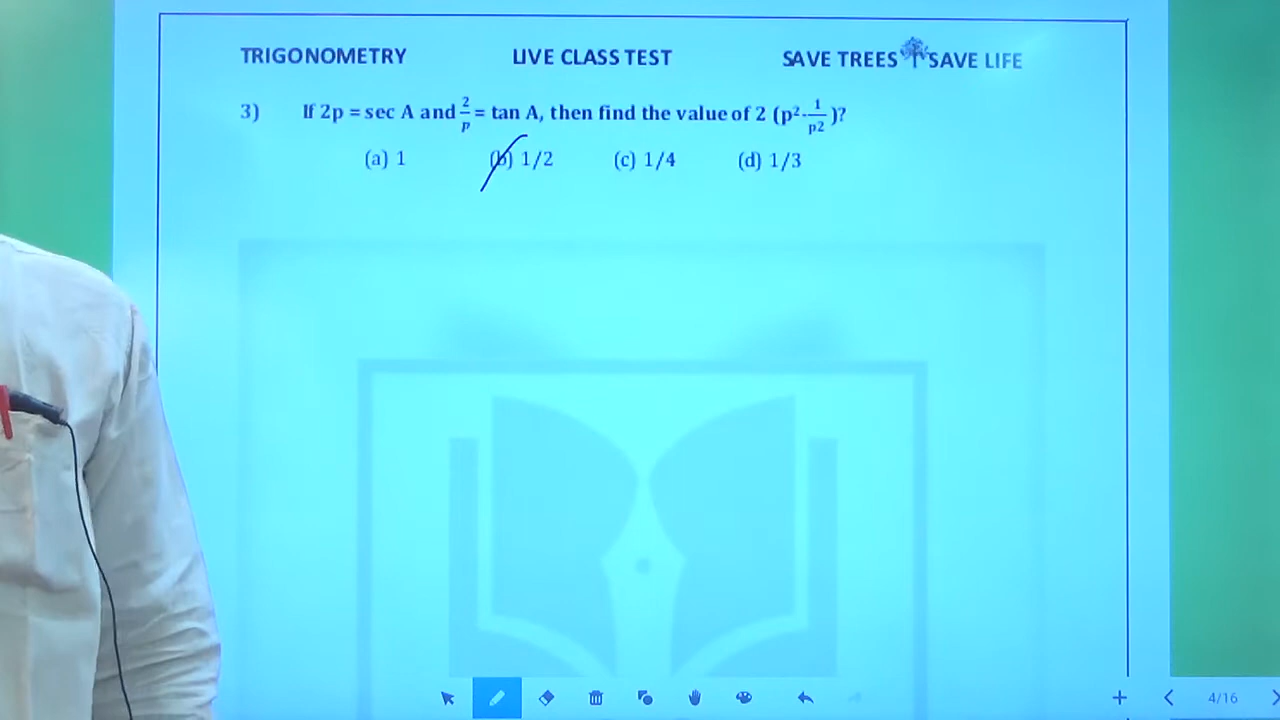 TRIGONOMETRY LIVE CLASS TEST SAVE TREES SAVE LIFE
3) If 2p = sec A and 2/p = tan A, then find the value of 2 (p²-1/p2)?
(a) 1 (b) 1/2 (c) 1/4 (d) 1/3
4/16